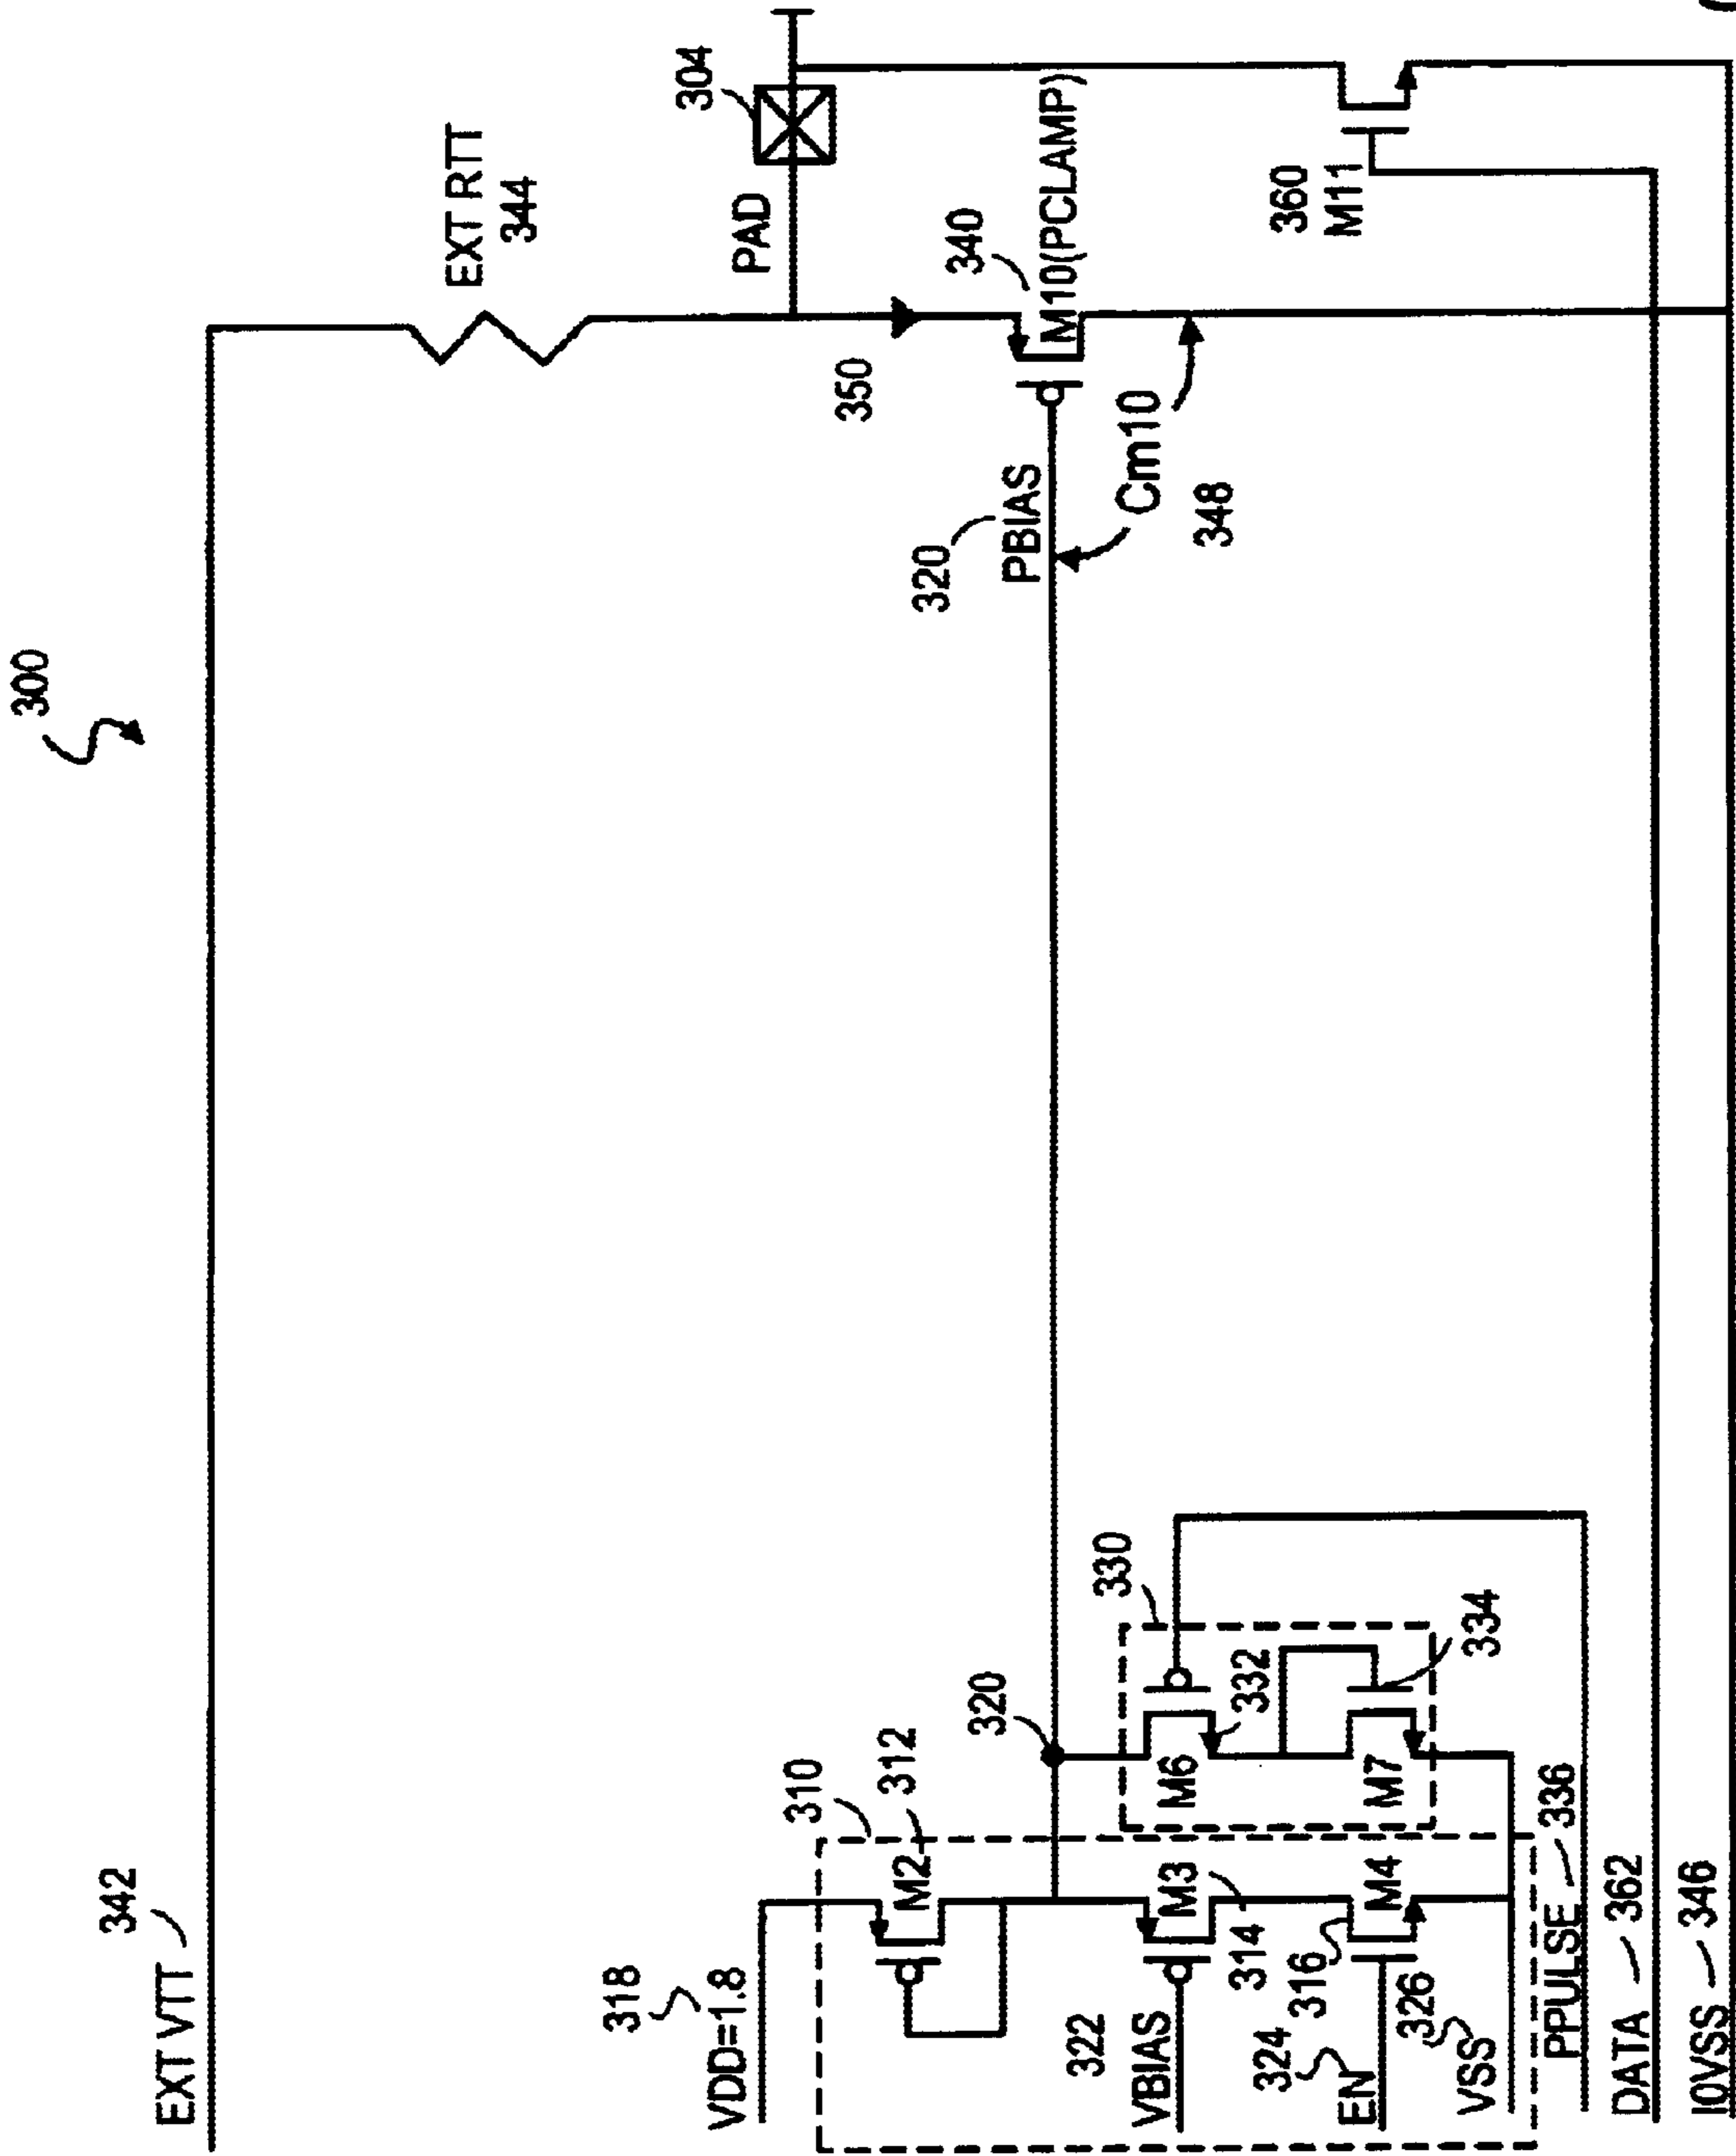 300
EXT VTT 342
EXT RTT
344
304
PAD
350
340
M10(PCLAMP)
320
PBIAS
Cm10
348
360
M11
318
VDD=1.8
310
312
M2
320
330
332
M6
334
M7
322
VBIAS
M3
314
316
M4
324
EN
326
VSS
PPULSE 336
DATA 362
IOVSS 346